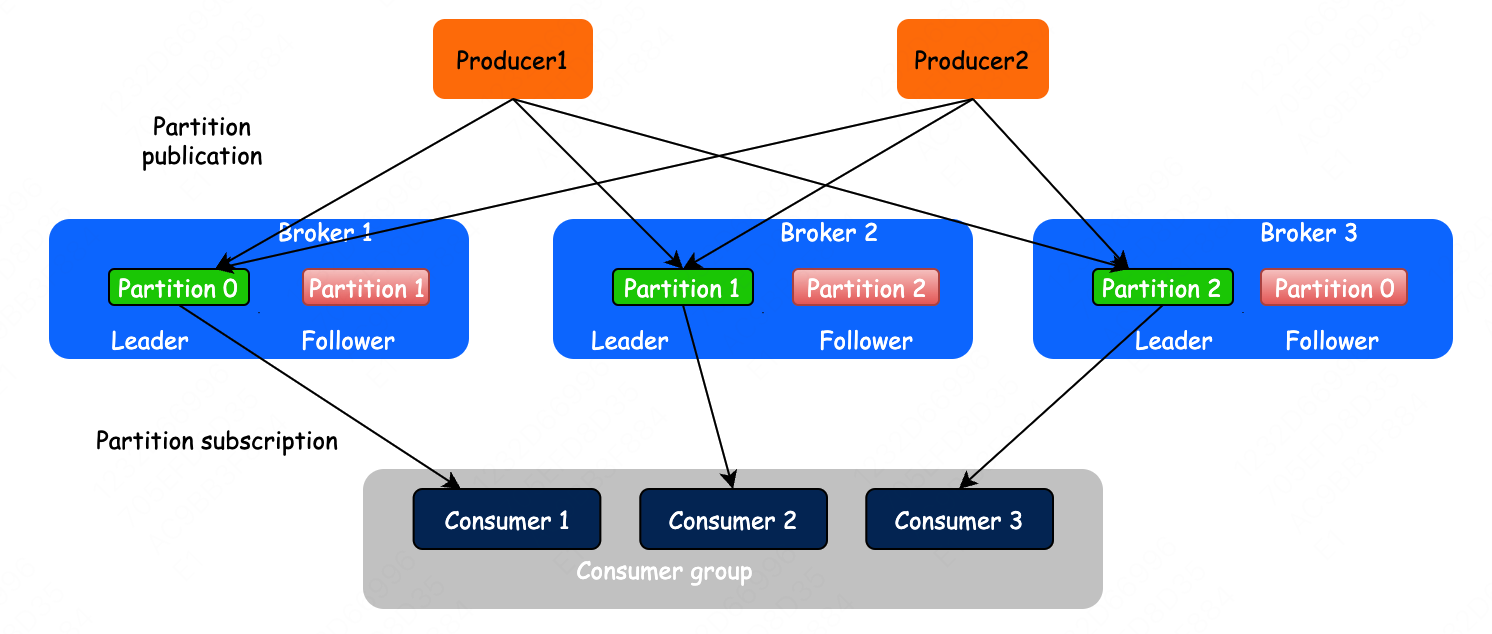 Producer1
Producer2
Partition
publication
Broker 1
Broker 2
Broker 3
Partition 0
Partition 1
Partition 1
Partition 2
Partition 2
Partition 0
Leader
Follower
Leader
Follower
Leader
Follower
Partition subscription
Consumer 1
Consumer 2
Consumer 3
Consumer group